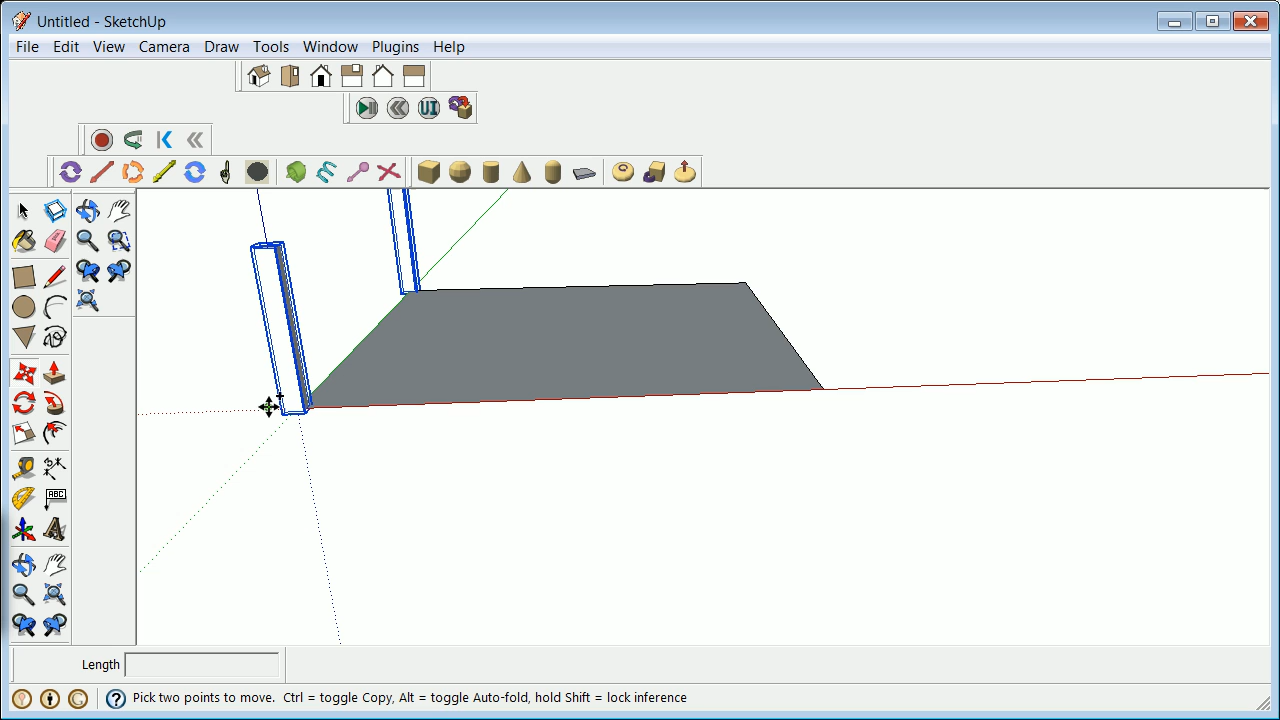 Untitled - SketchUp
File Edit View Camera Draw Tools Window Plugins Help
UI
ABC
Length
Pick two points to move. Ctrl = toggle Copy, Alt = toggle Auto-fold, hold Shift = lock inference